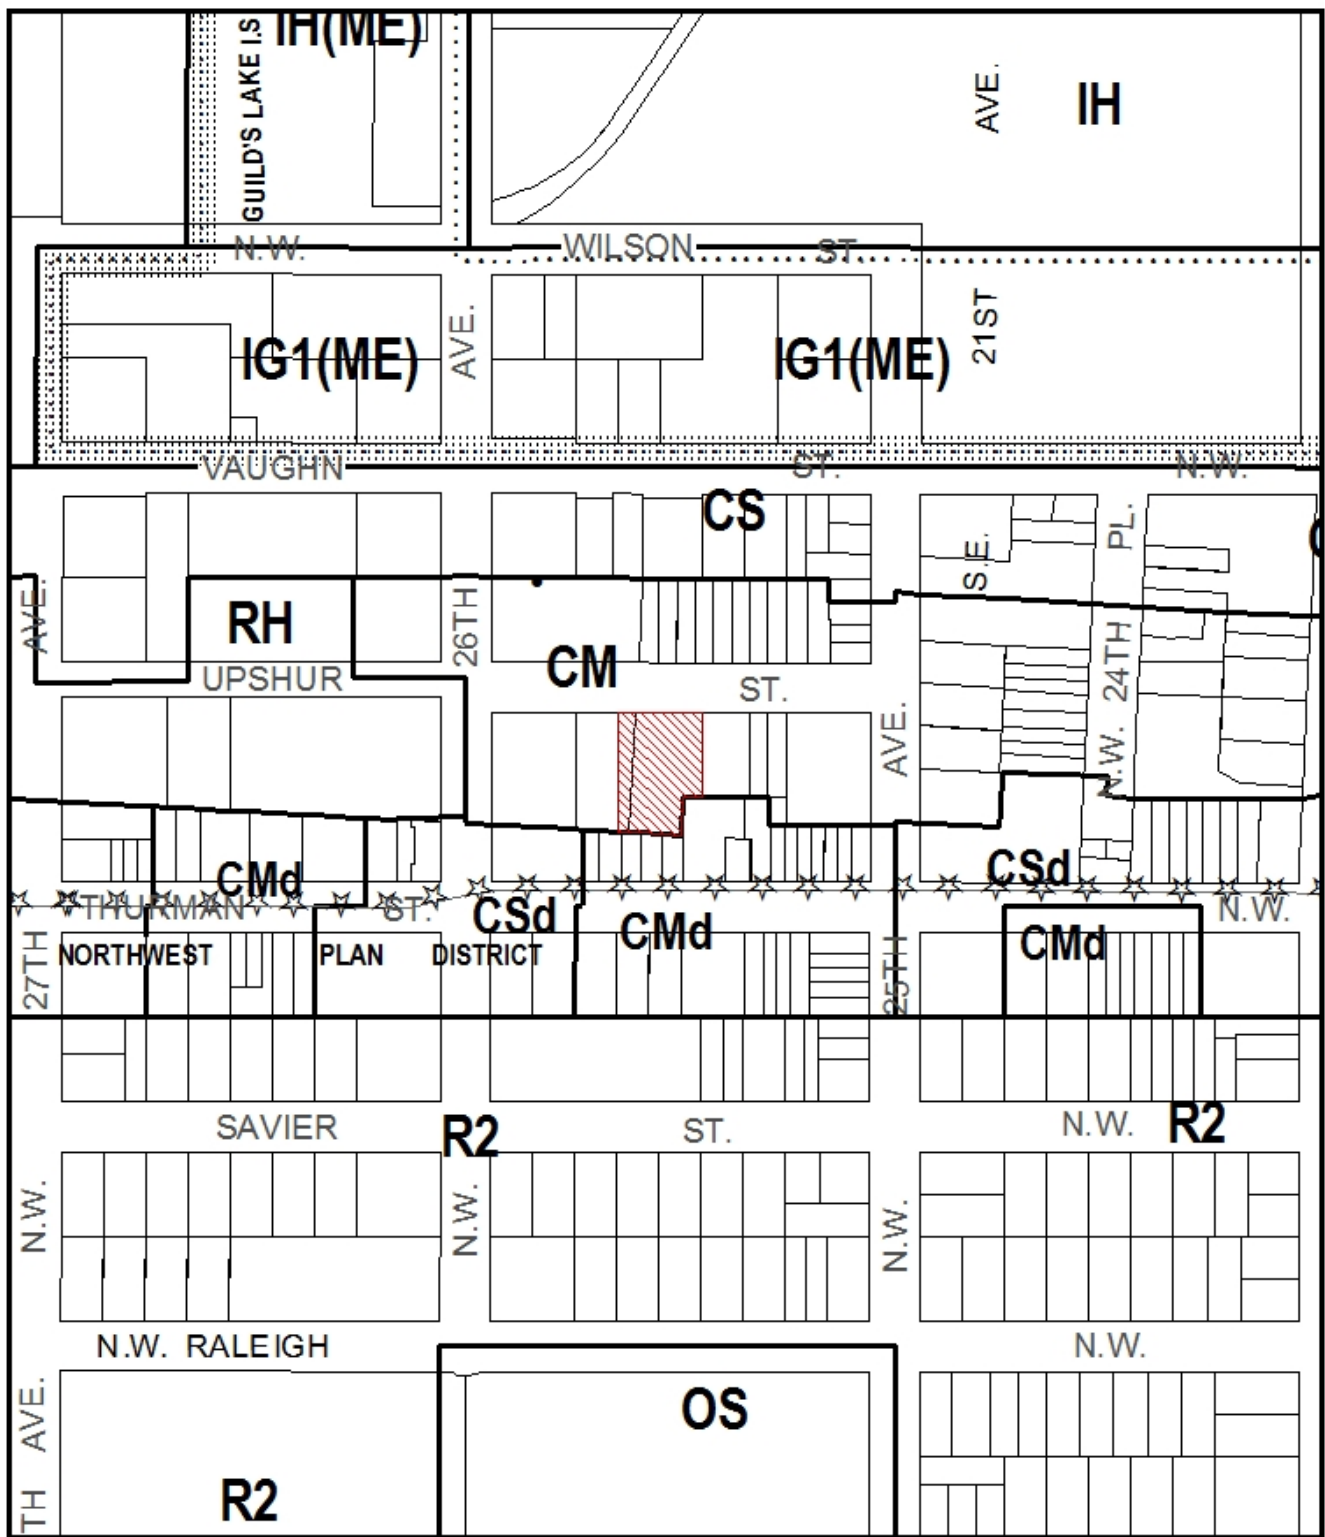 IH(ME)
GUILD'S LAKE I.S
AVE.
IH
N.W.
WILSON
ST.
IG1(ME)
AVE.
IG1(ME)
21ST
VAUGHN
ST.
N.W.
CS
S.E.
PL.
AVE.
RH
26TH
CM
UPSHUR
ST.
24TH
AVE.
N.W.
CMd
CSd
THURMAN
ST.
CSd
CMd
N.W.
CMd
NORTHWEST PLAN DISTRICT
27TH
25TH
SAVIER
R2
ST.
N.W.
R2
N.W.
N.W.
N.W.
N.W. RALEIGH
N.W.
AVE.
OS
TH
R2